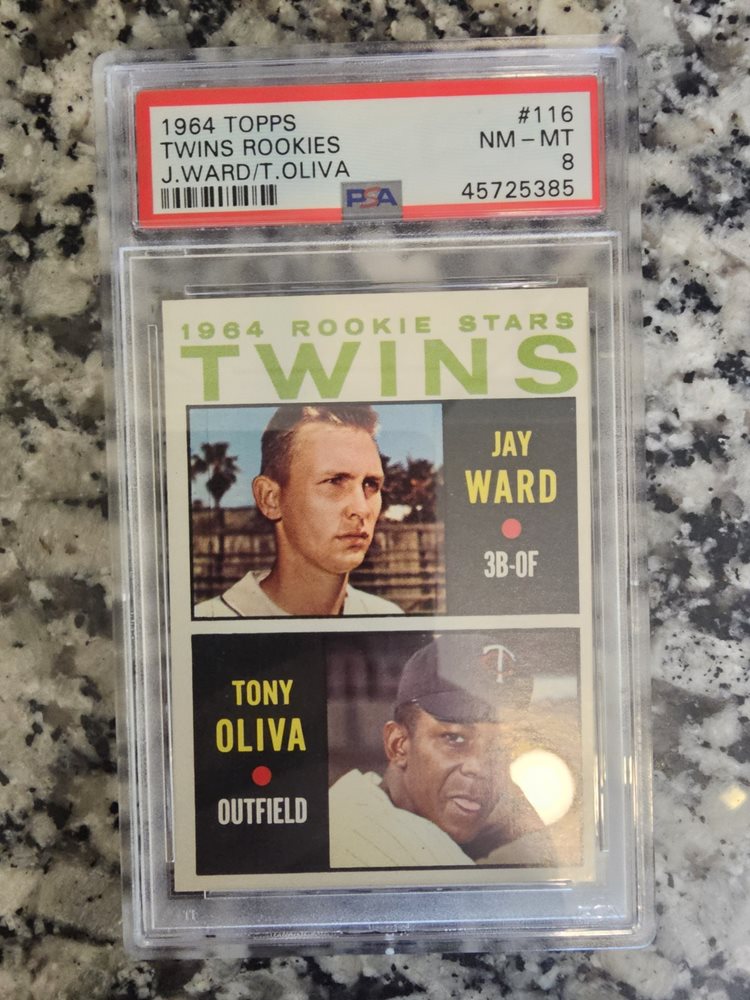 1964 TOPPS #116
TWINS ROOKIES NM - MT
J.WARD/T.OLIVA 8
PSA 45725385
1964 ROOKIE STARS
TWINS
JAY
WARD
3B-OF
TONY
OLIVA
OUTFIELD
TC